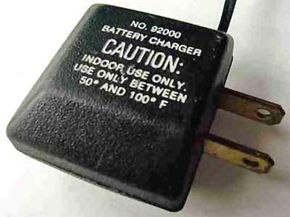 NO. 92000
BATTERY CHARGER
CAUTION:
INDOOR USE ONLY.
USE ONLY BETWEEN
50° AND 100° F